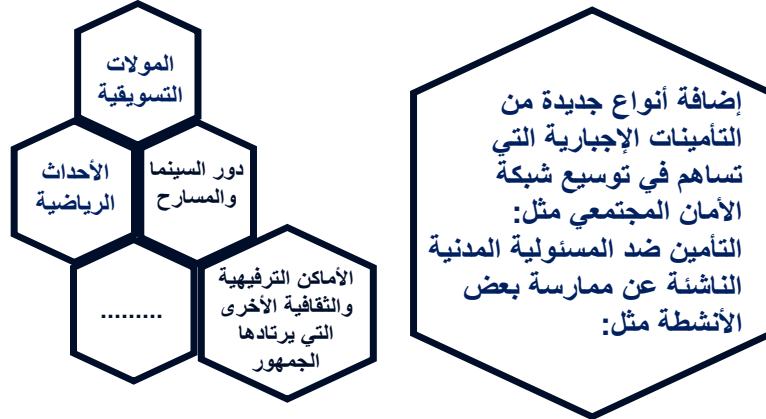 إضافة أنواع جديدة من
التأمينات الإجبارية التي
تساهم في توسيع شبكة
الأمان المجتمعي مثل:
التأمين ضد المسئولية المدنية
الناشئة عن ممارسة بعض
الأنشطة مثل:
المولات
التسويقية
دور السينما
والمسارح
الأحداث
الرياضية
الأماكن الترفيهية
والثقافية الأخرى
التي يرتادها
الجمهور
.........